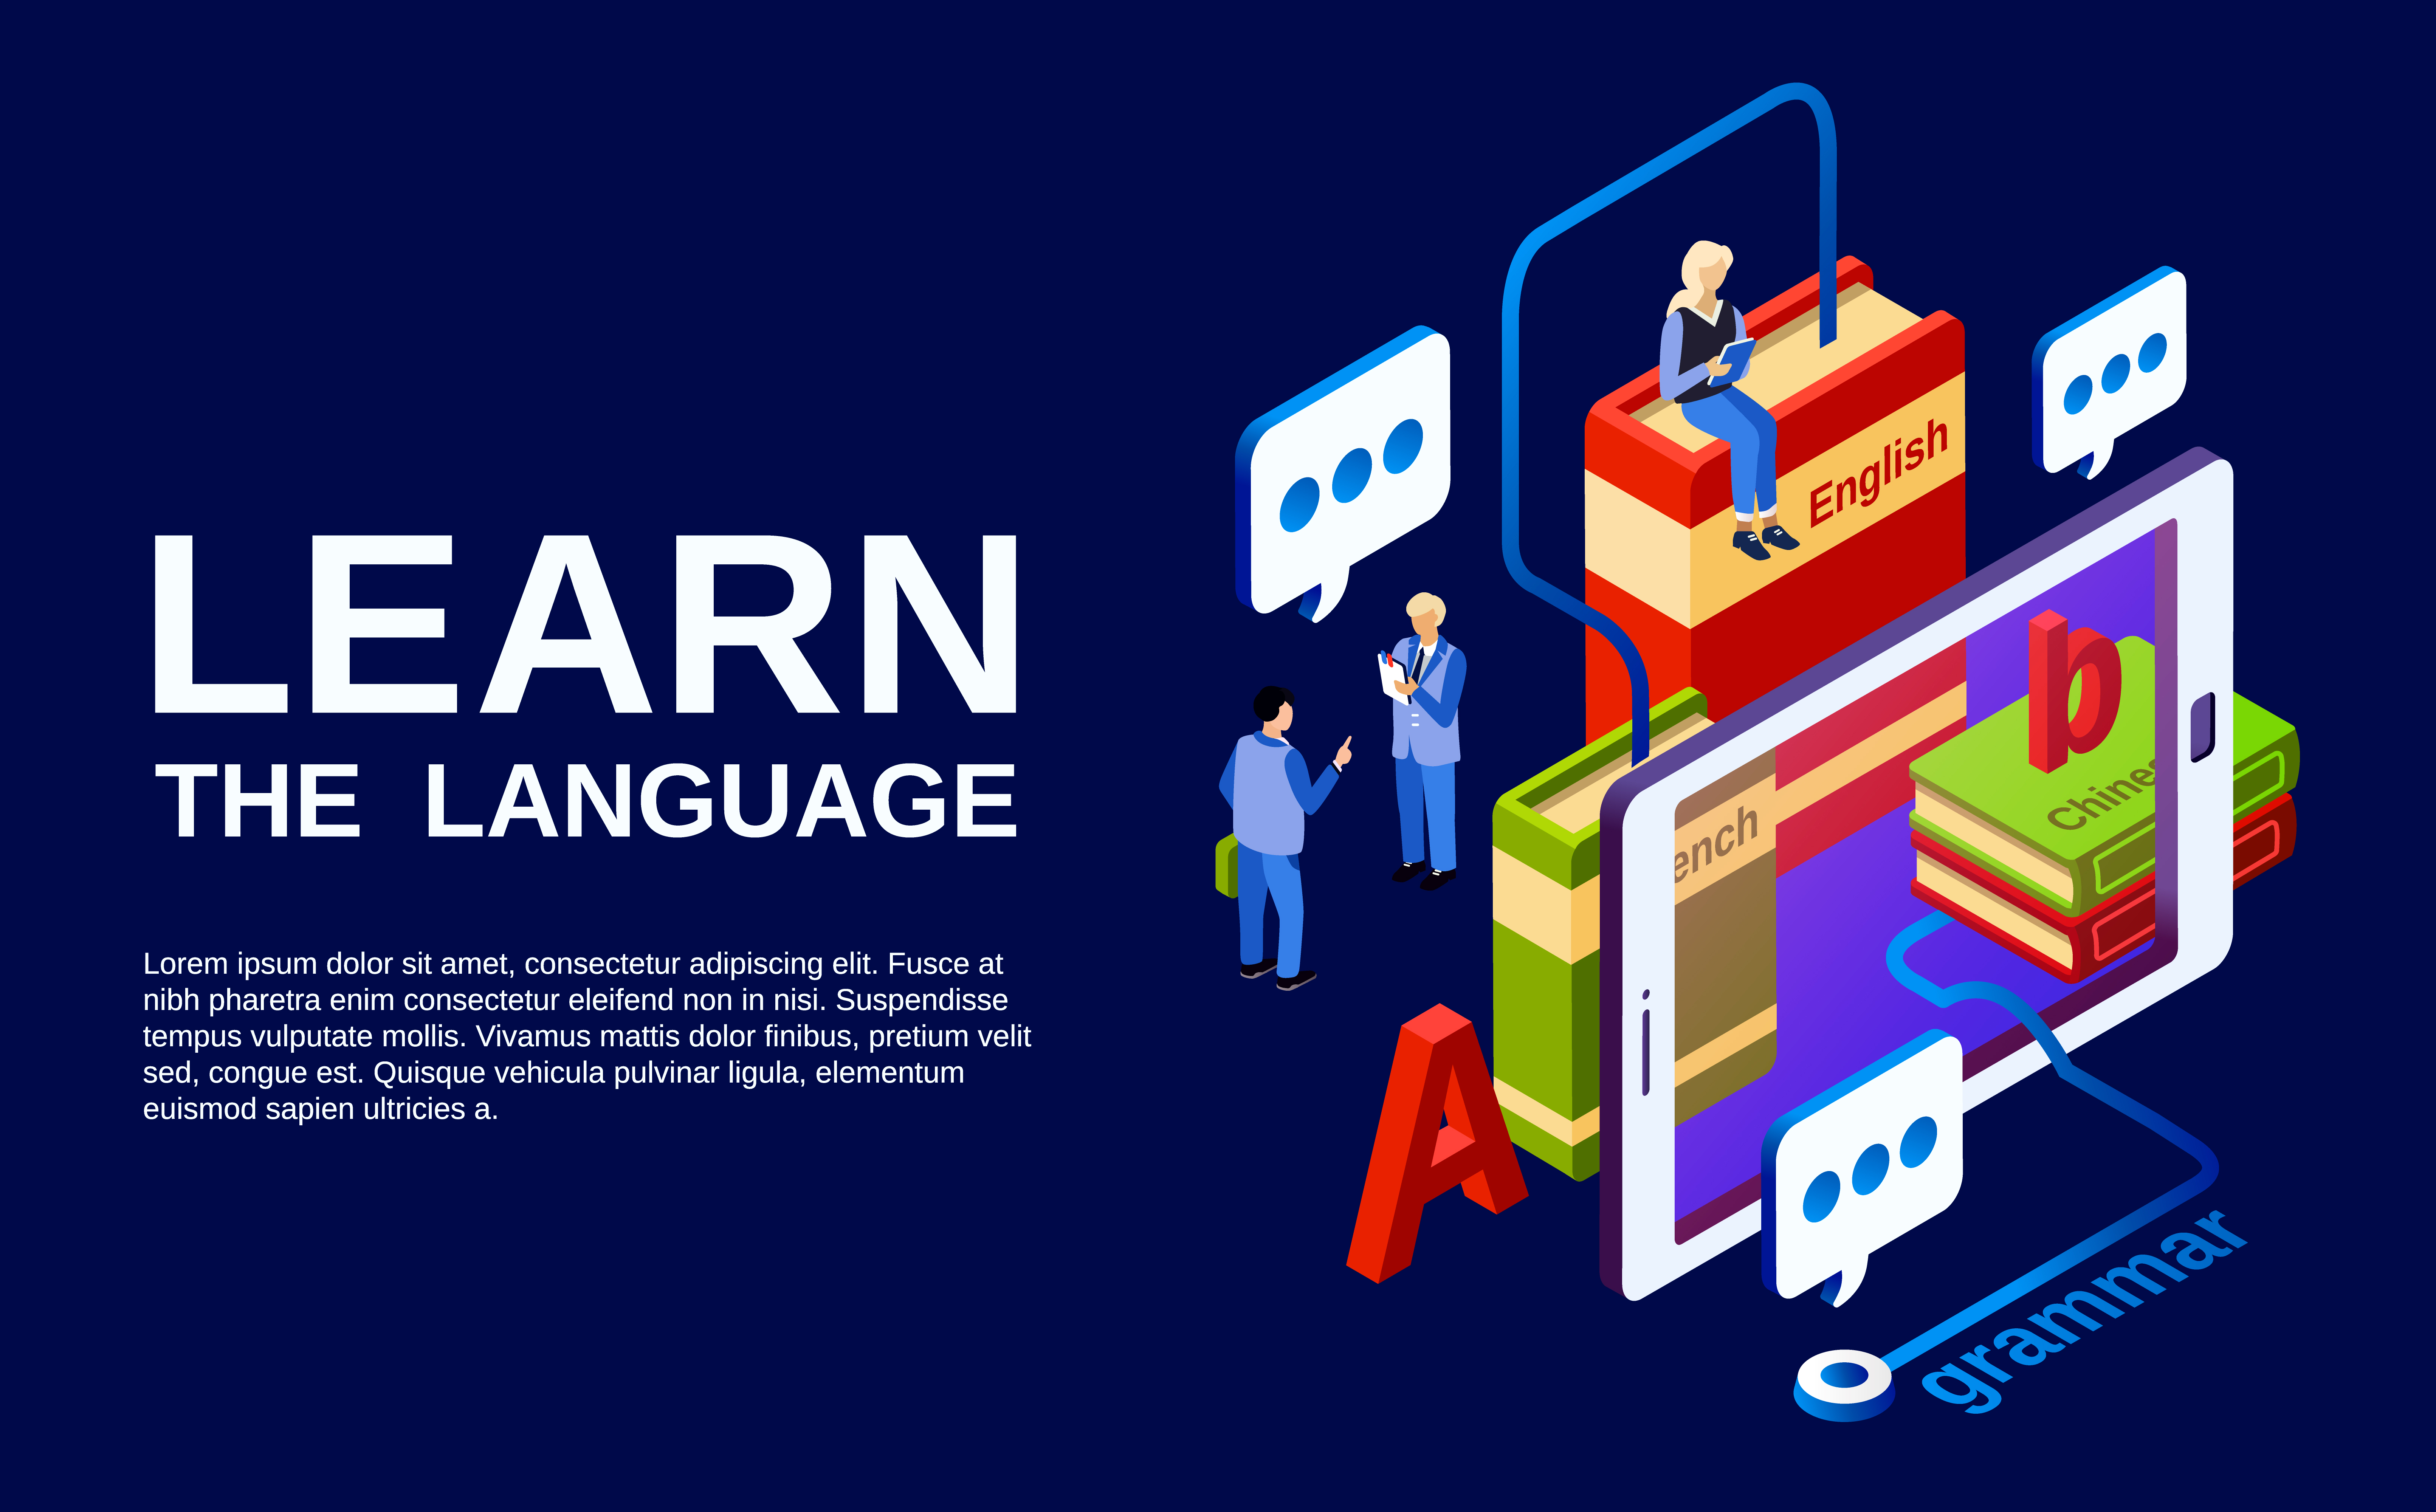 LEARN
THE LANGUAGE
Lorem ipsum dolor sit amet, consectetur adipiscing elit. Fusce at
nibh pharetra enim consectetur eleifend non in nisi. Suspendisse
tempus vulputate mollis. Vivamus mattis dolor finibus, pretium velit
sed, congue est. Quisque vehicula pulvinar ligula, elementum
euismod sapien ultricies a.
English
b
ench
Chines
A
grammar